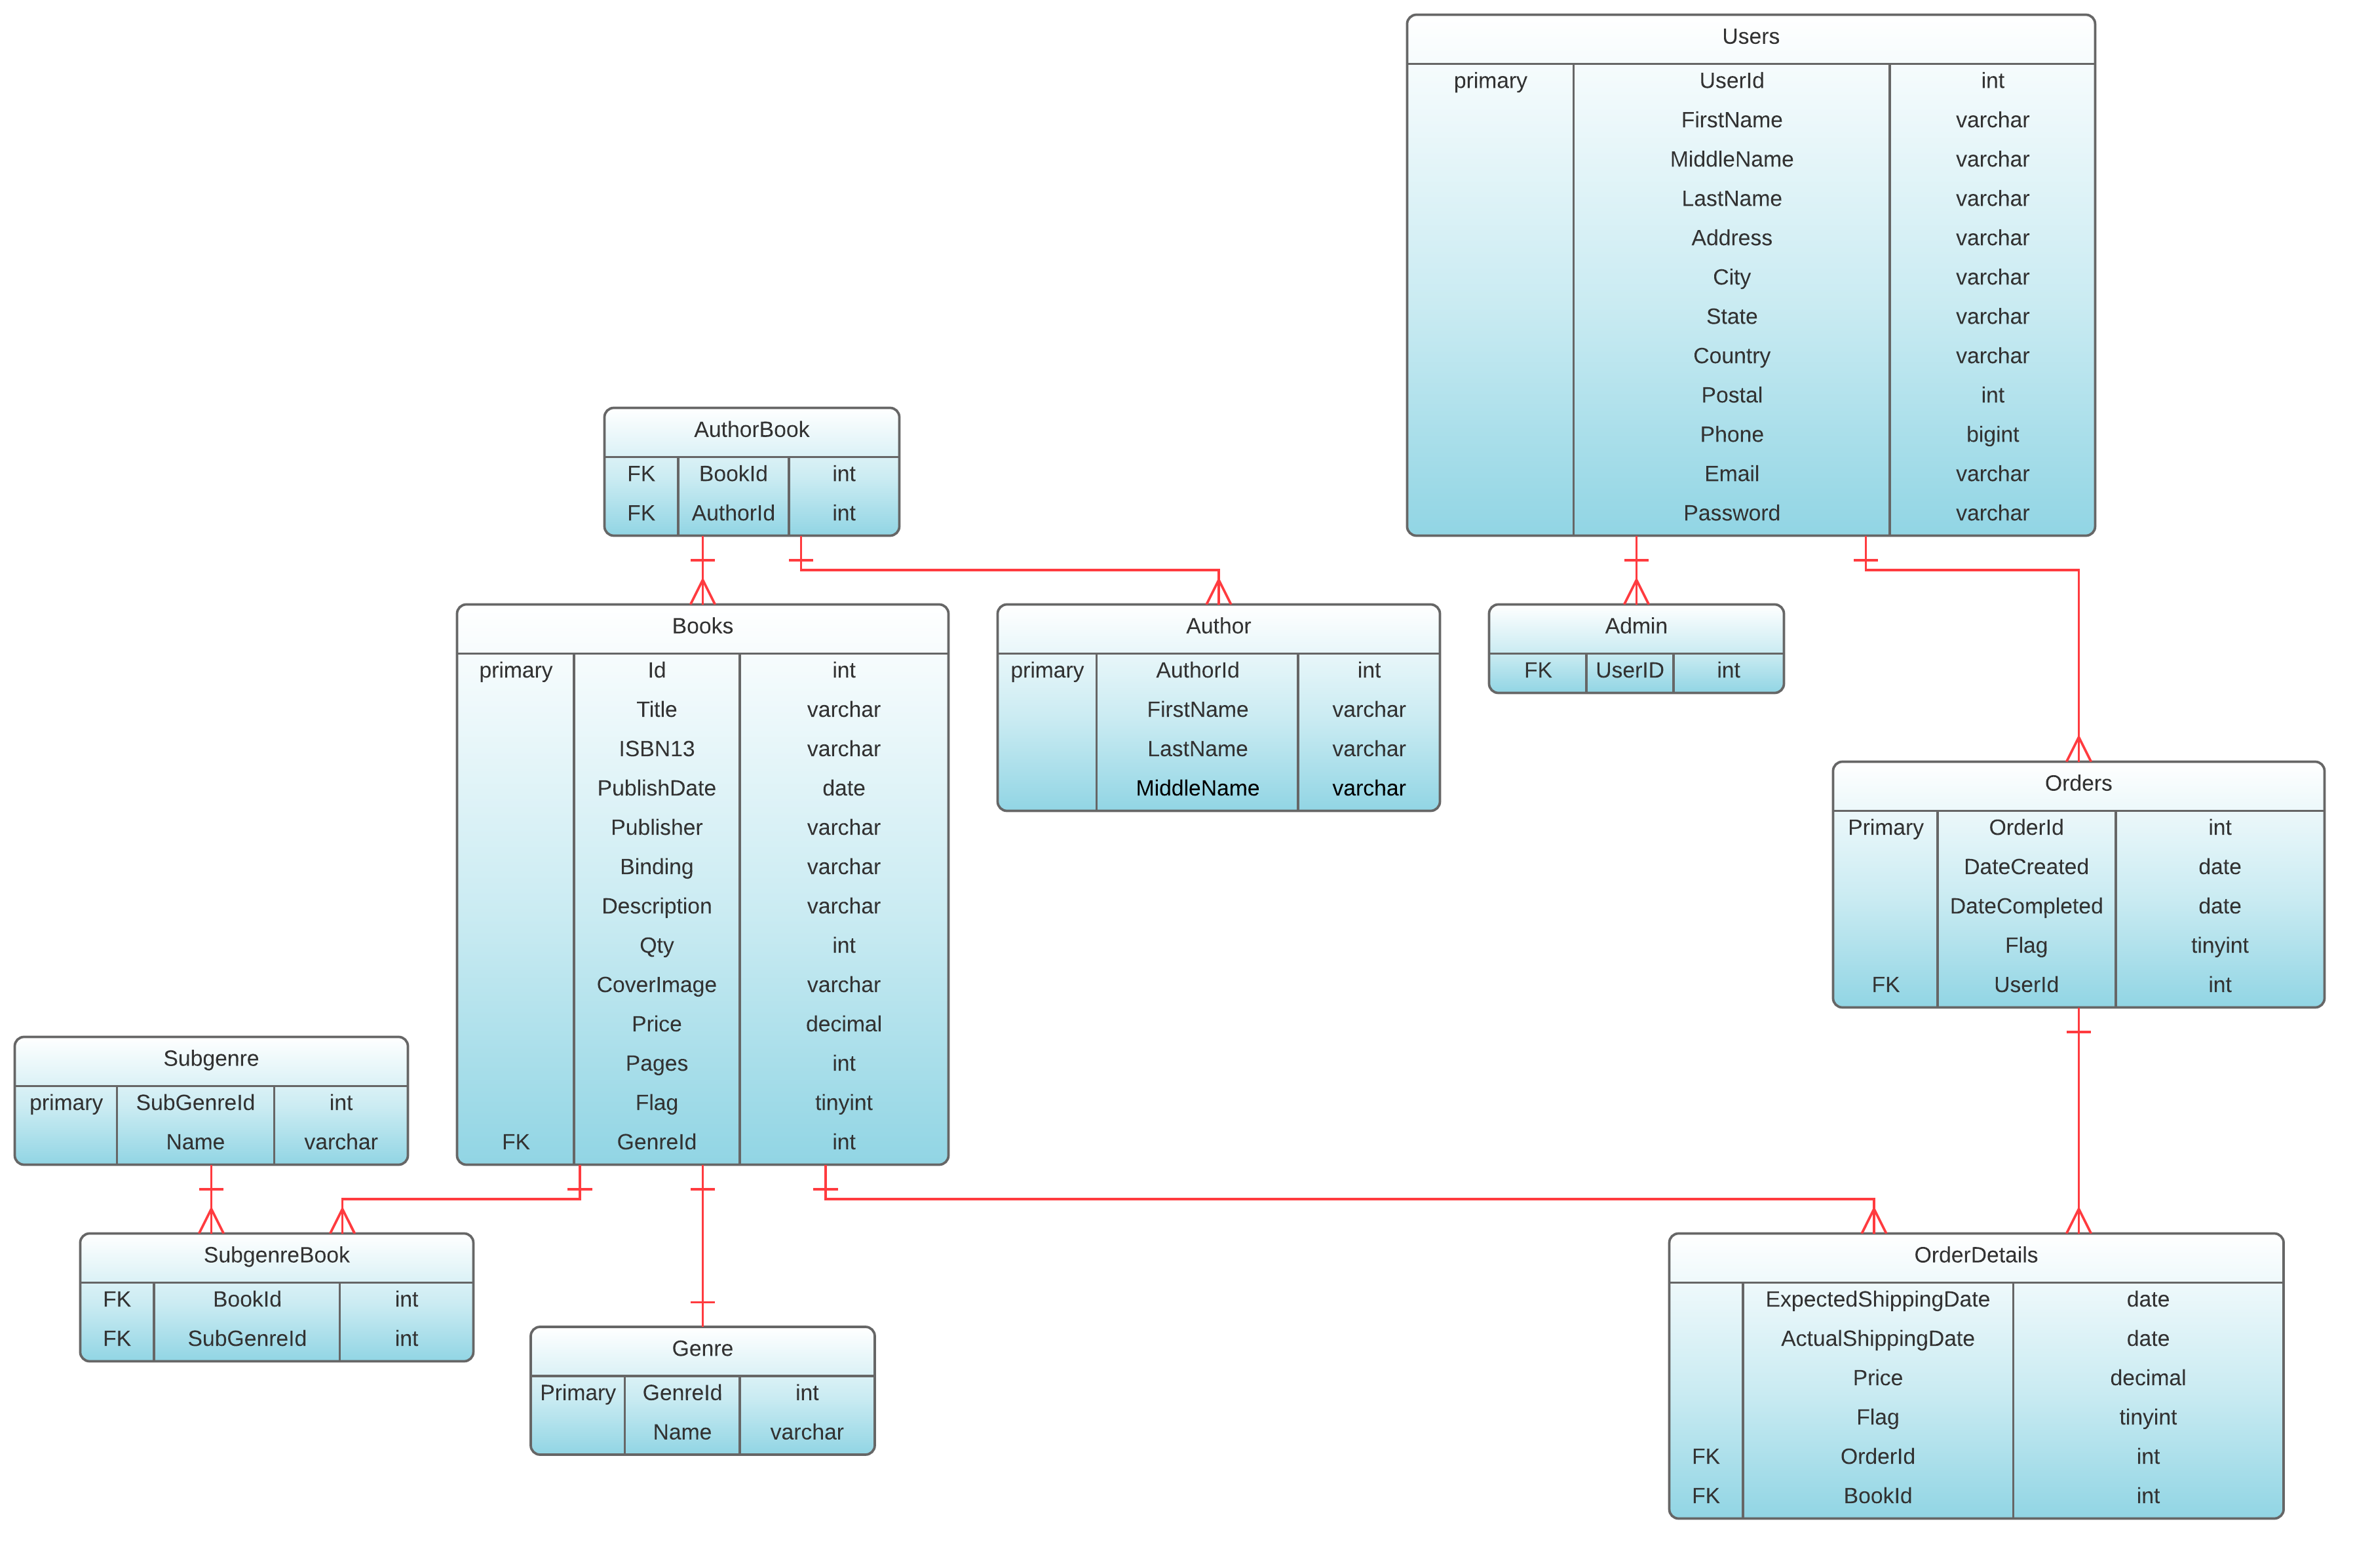 Users
primary UserId int
FirstName varchar
MiddleName varchar
LastName varchar
Address varchar
City varchar
State varchar
Country varchar
Postal int
Phone bigint
Email varchar
Password varchar
AuthorBook
FK BookId int
FK AuthorId int
Books
primary Id int
Title varchar
ISBN13 varchar
PublishDate date
Publisher varchar
Binding varchar
Description varchar
Qty int
CoverImage varchar
Price decimal
Pages int
Flag tinyint
FK GenreId int
Author
primary AuthorId int
FirstName varchar
LastName varchar
MiddleName varchar
Admin
FK UserID int
Orders
Primary OrderId int
DateCreated date
DateCompleted date
Flag tinyint
FK UserId int
Subgenre
primary SubGenreId int
Name varchar
SubgenreBook
FK BookId int
FK SubGenreId int
Genre
Primary GenreId int
Name varchar
OrderDetails
ExpectedShippingDate date
ActualShippingDate date
Price decimal
Flag tinyint
FK OrderId int
FK BookId int